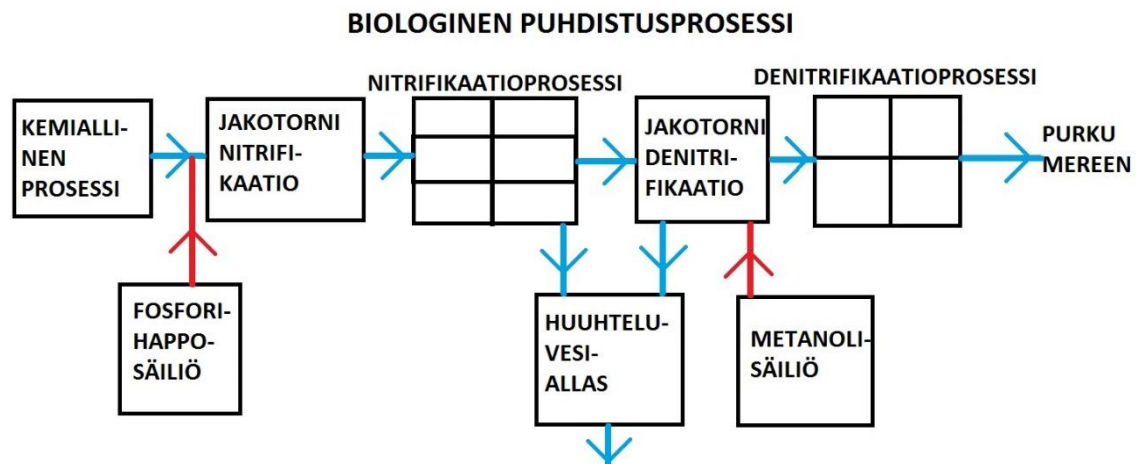 BIOLOGINEN PUHDISTUSPROSESSI
KEMIALLI-
NEN
PROSESSI
JAKOTORNI
NITRIFI-
KAATIO
NITRIFIKAATIOPROSESSI
JAKOTORNI
DENITRI-
FIKAATIO
DENITRIFIKAATIOPROSESSI
PURKU
MEREEN
FOSFORI-
HAPPO-
SÄILIÖ
HUUHTELU-
VESI-
ALLAS
METANOLI-
SÄILIÖ